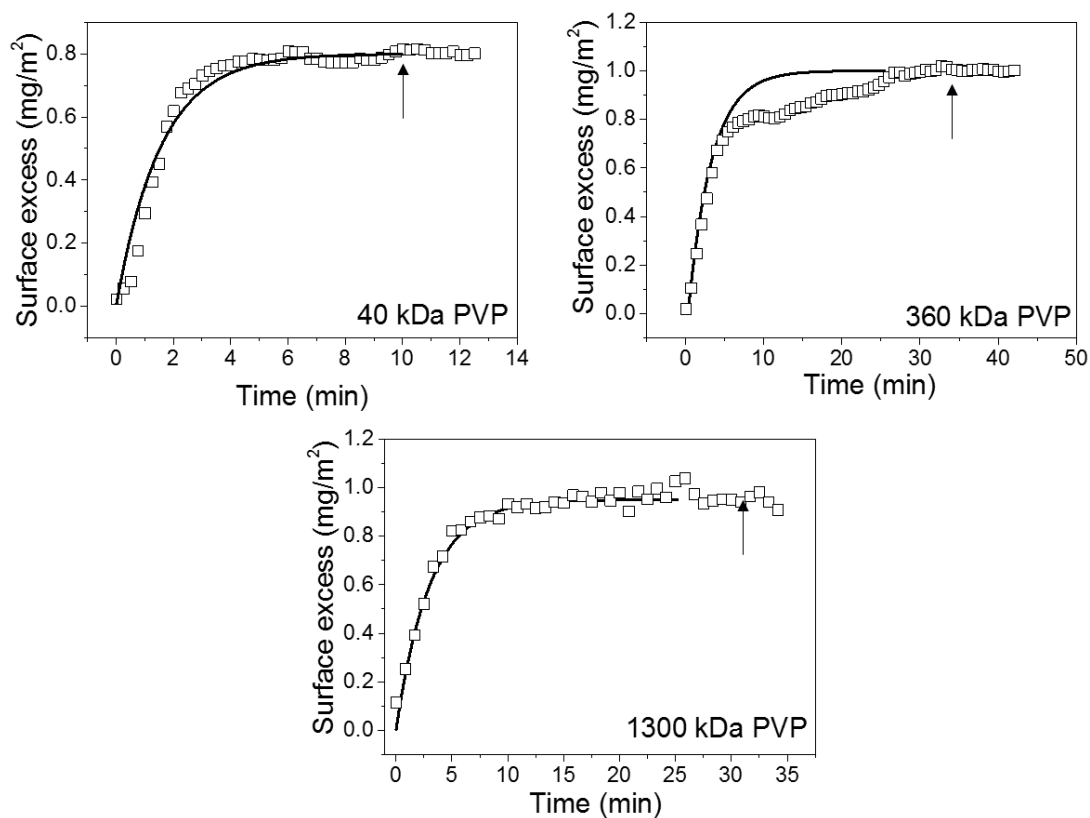 Surface excess (mg/m²)
0.8
0.6
0.4
0.2
0.0
0 2 4 6 8 10 12 14
Time (min)
40 kDa PVP
Surface excess (mg/m²)
1.2
1.0
0.8
0.6
0.4
0.2
0.0
0 10 20 30 40 50
Time (min)
360 kDa PVP
Surface excess (mg/m²)
1.2
1.0
0.8
0.6
0.4
0.2
0.0
0 5 10 15 20 25 30 35
Time (min)
1300 kDa PVP